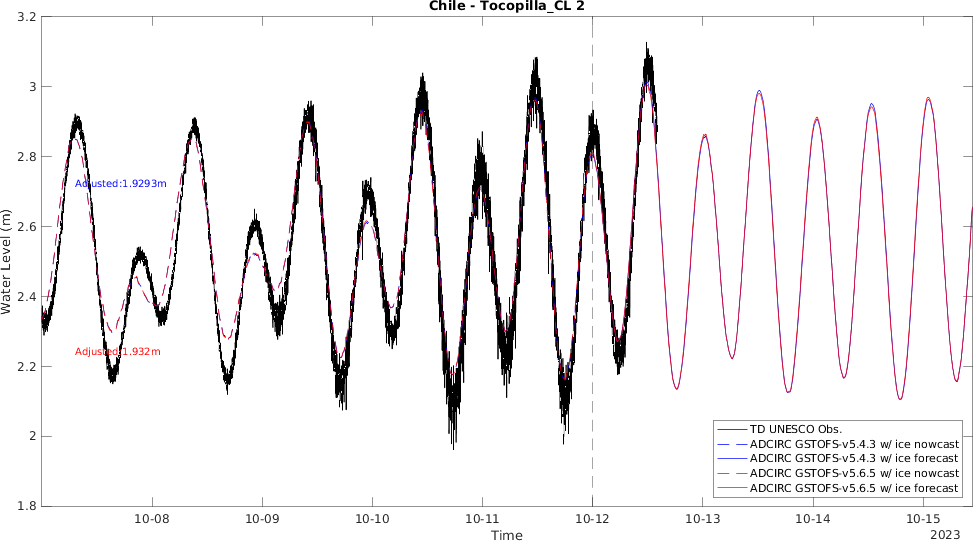 Chile - Tocopilla_CL 2
3.2
3
2.8
2.6
2.4
2.2
2
1.8
Water Level (m)
Adjusted:1.9293m
Adjusted:1.932m
TD UNESCO Obs.
ADCIRC GSTOFS-v5.4.3 w/ ice nowcast
ADCIRC GSTOFS-v5.4.3 w/ ice forecast
ADCIRC GSTOFS-v5.6.5 w/ ice nowcast
ADCIRC GSTOFS-v5.6.5 w/ ice forecast
10-08 10-09 10-10 10-11 10-12 10-13 10-14 10-15
Time
2023